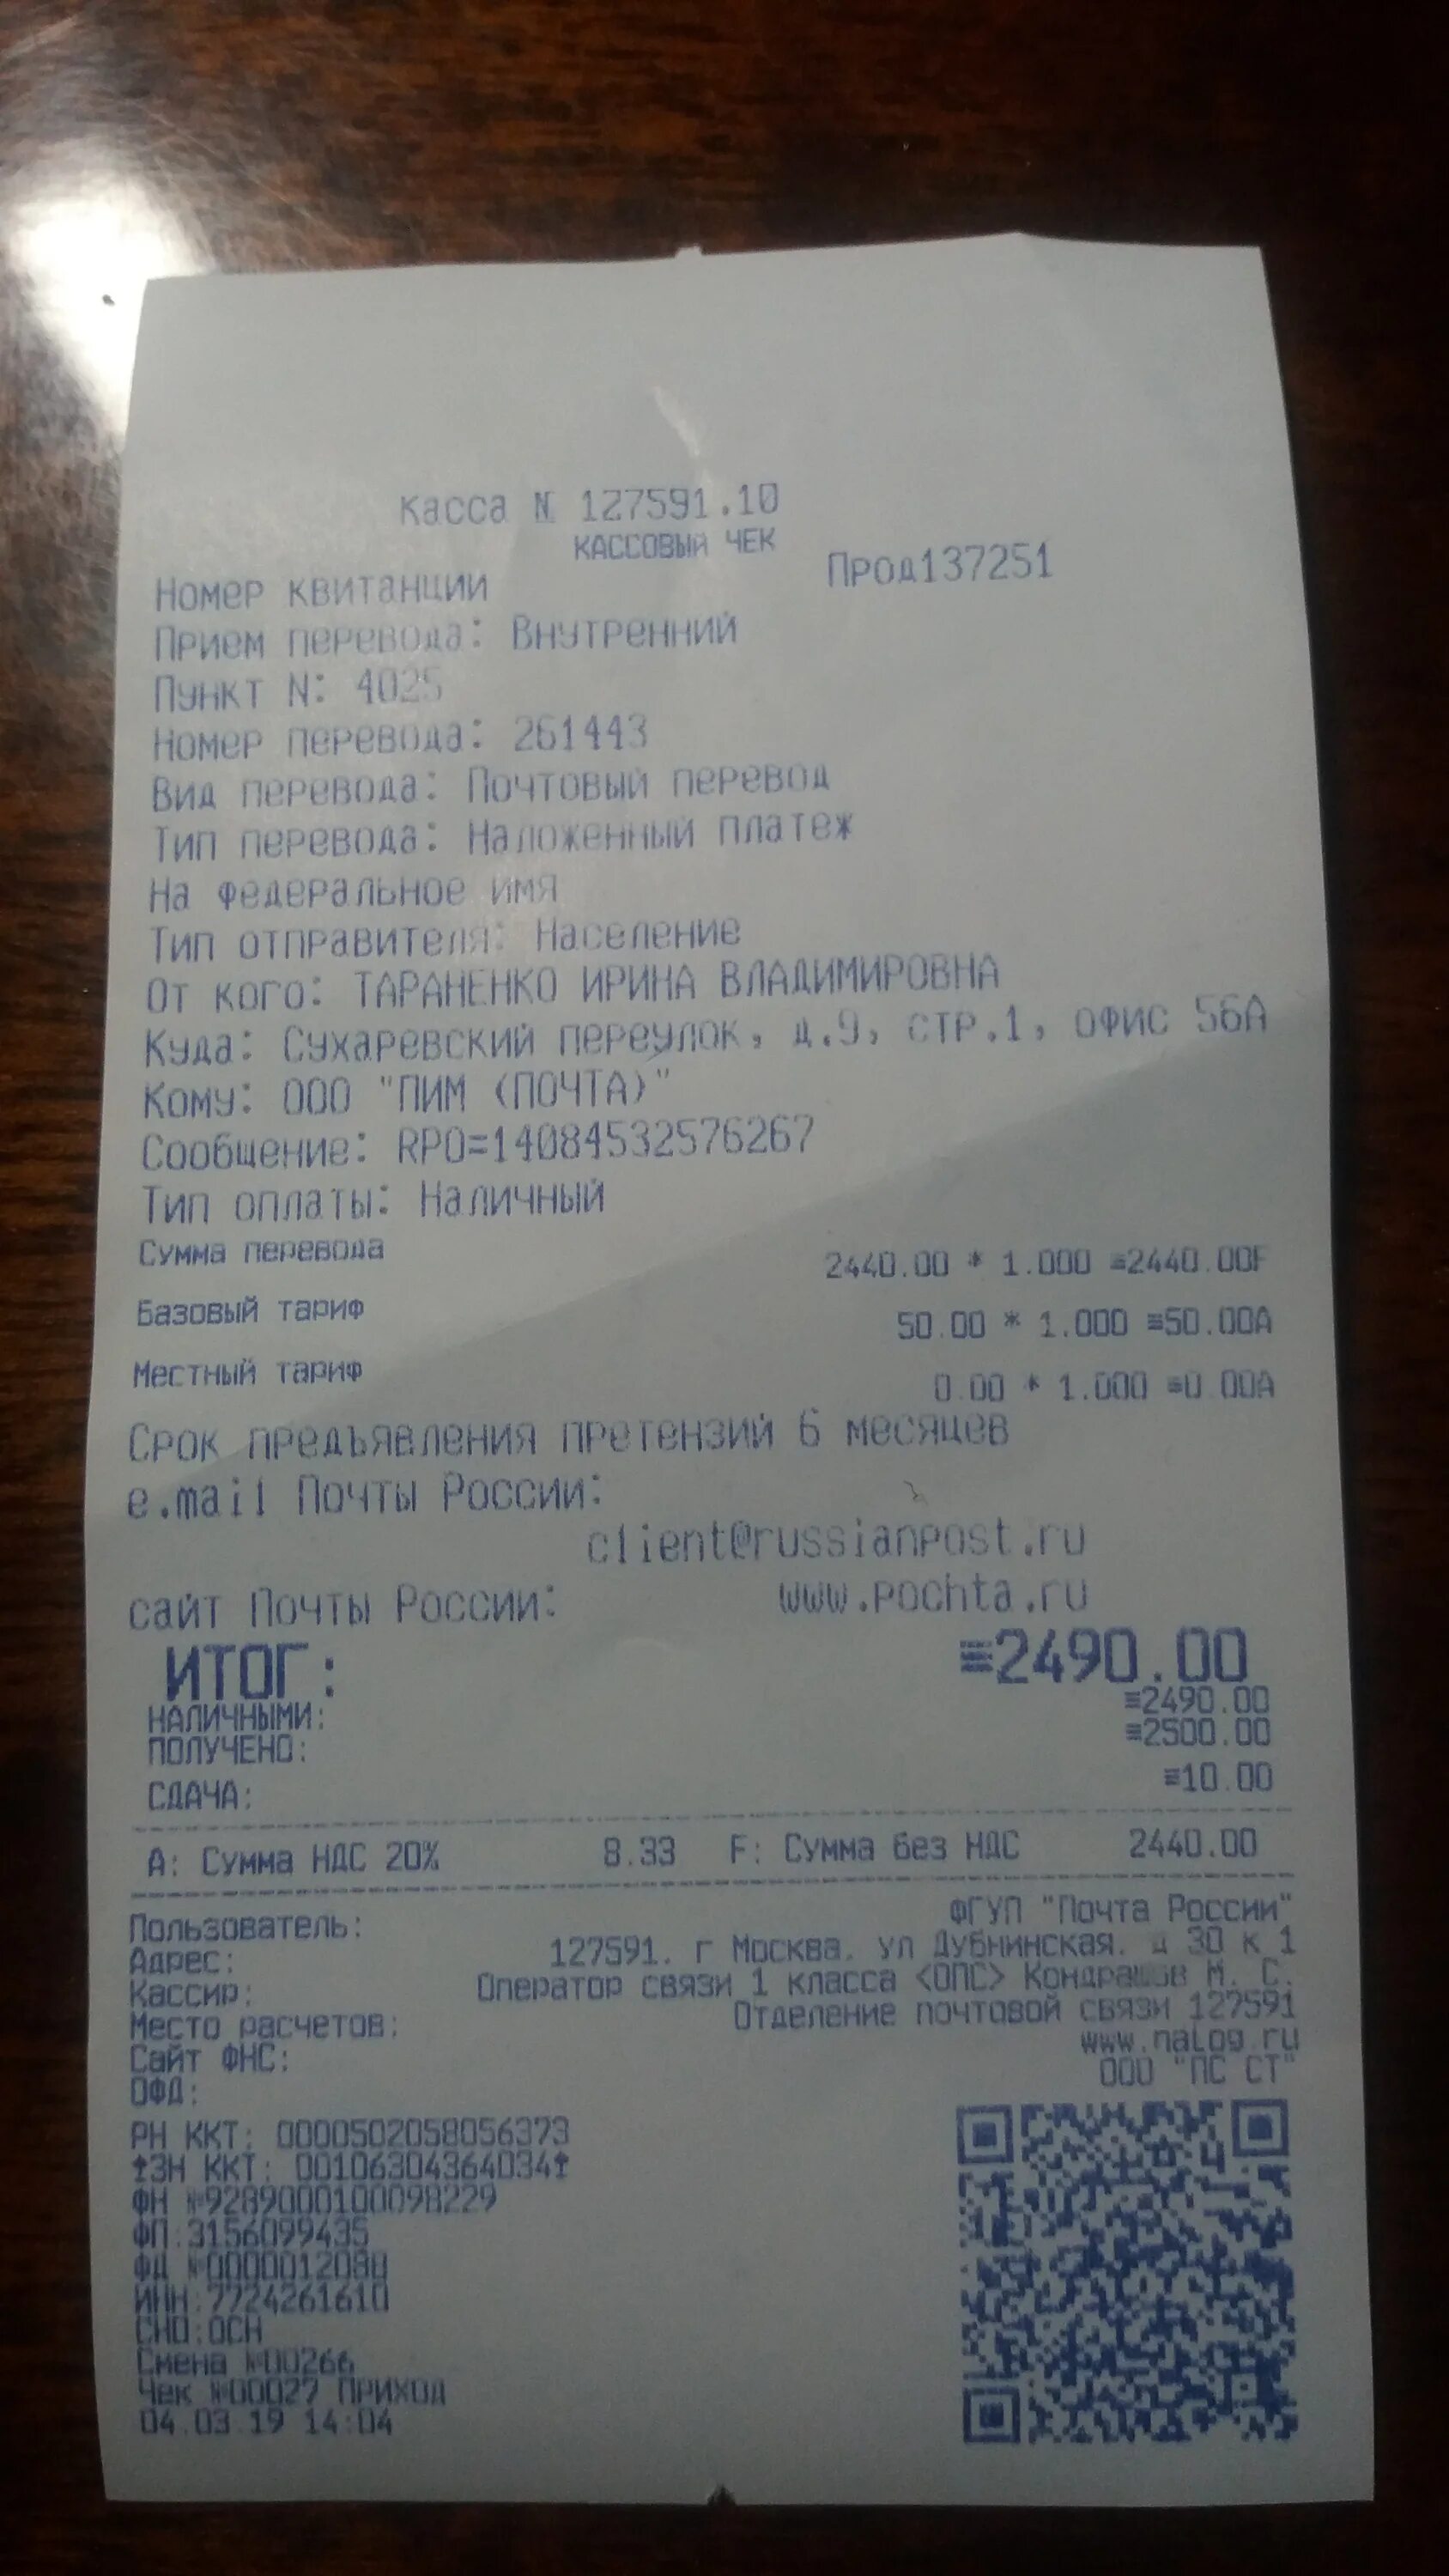 Касса № 127591.10
КАССОВЫЙ ЧЕК
Номер квитанции Прод137251
Прием перевода: Внутренний
Пункт N: 4025
Номер перевода: 261443
Вид перевода: Почтовый перевод
Тип перевода: Наложенный платеж
На федеральное имя
Тип отправителя: Население
От кого: ТАРАНЕНКО ИРИНА ВЛАДИМИРОВНА
Куда: Сухаревский переулок, д.9, СТР.1, ОФИС 56А
Кому: ООО "ПИМ (ПОЧТА)"
Сообщение: RPO=14084532576267
Тип оплаты: Наличный
Сумма перевода
2440.00 * 1.000 ≡2440.00F
Базовый тариф
50.00 * 1.000 ≡50.00А
Местный тариф
0.00 * 1.000 ≡0.00А
Срок предъявления претензий 6 месяцев
e.mail Почты России:
client@russianpost.ru
сайт Почты России: www.pochta.ru
ИТОГ: ≡2490.00
НАЛИЧНЫМИ: ≡2490.00
ПОЛУЧЕНО: ≡2500.00
СДАЧА: ≡10.00
А: Сумма НДС 20% 8.33 F: Сумма без НДС 2440.00
Пользователь: ФГУП "Почта России"
Адрес: 127591. г Москва. ул Дубнинская. д 30 к 1
Кассир: Оператор связи 1 класса <ОПС> Кондрашов М. С.
Место расчетов: Отделение почтовой связи 127591
Сайт ФНС: www.nalog.ru
ОФД: ООО "ПС СТ"
РН ККТ: 0000502058056373
ЗН ККТ: 00106304364034
ФН №9289000100098229
ФП:3156099435
ФД №0000012080
ИНН:7724261610
СНО:ОСН
Смена №00266
Чек №00027 ПРИХОД
04.03.19 14:04